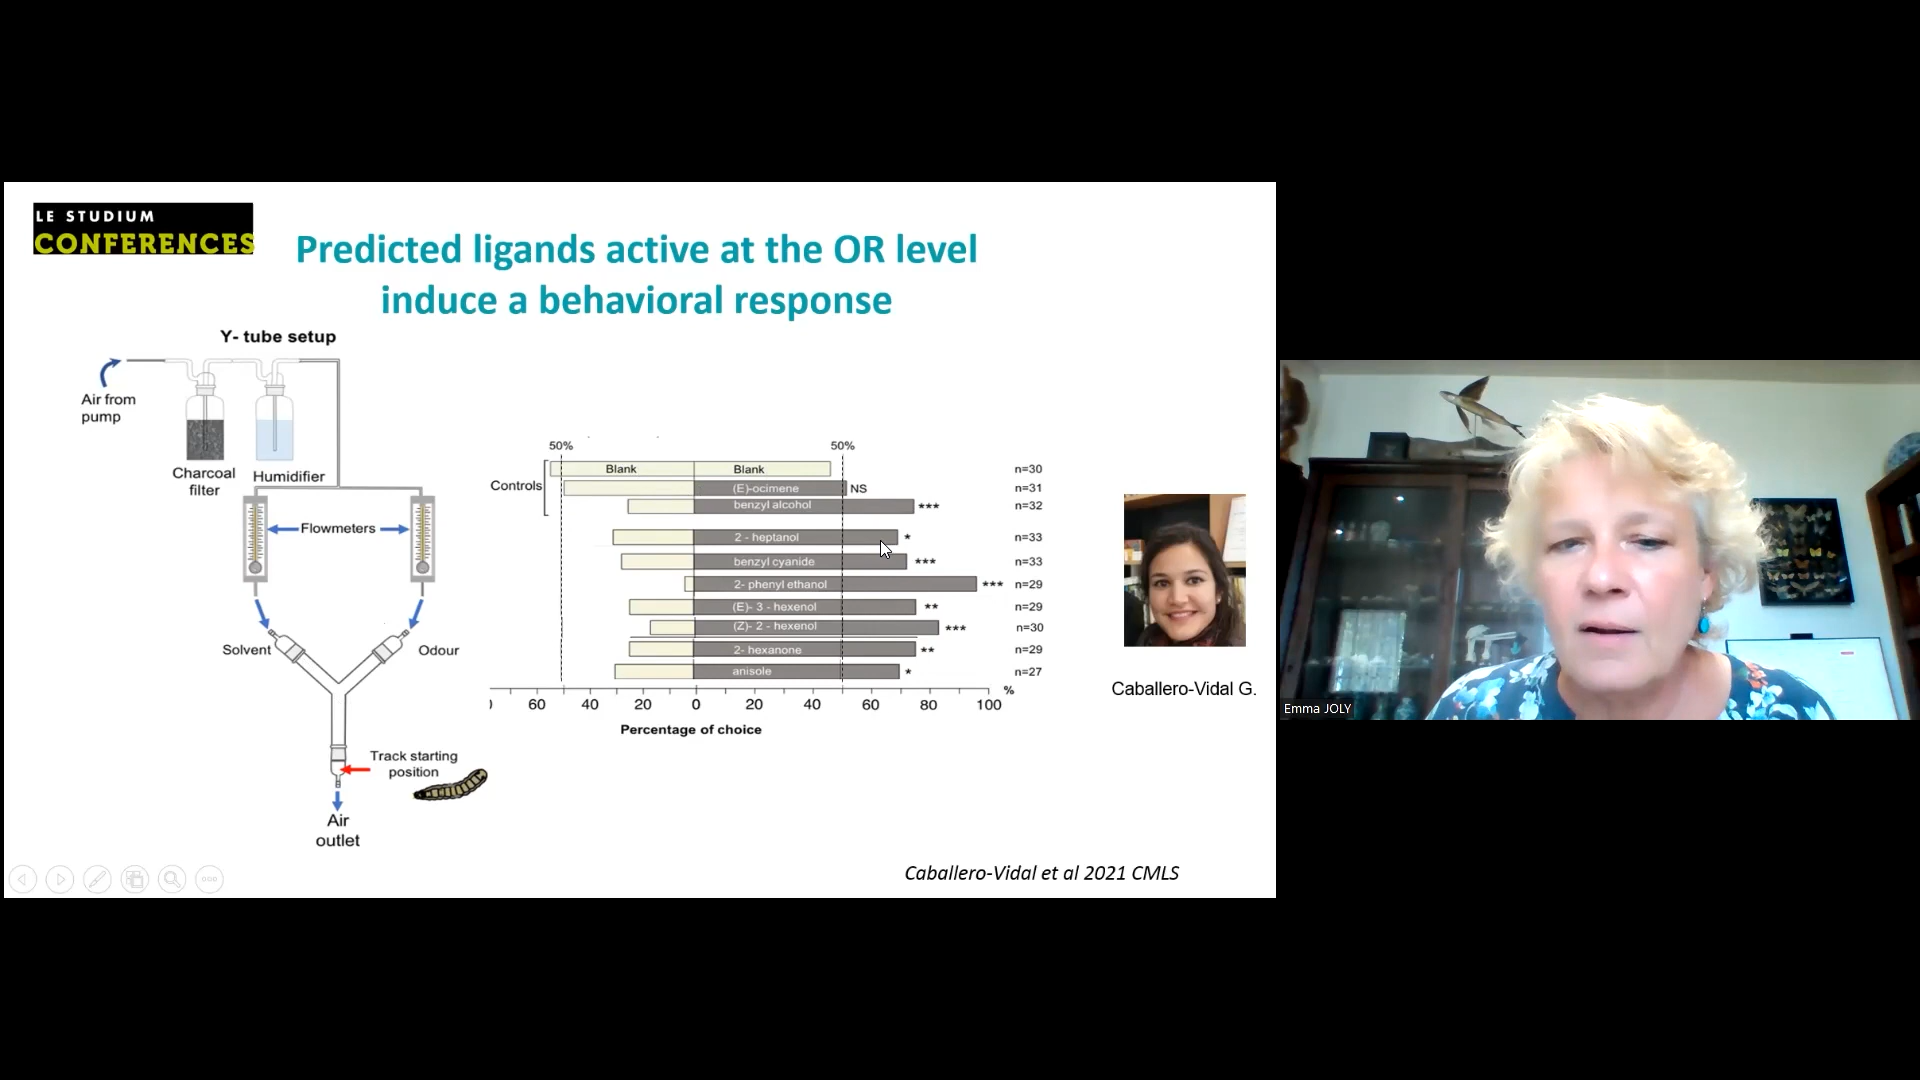 LE STUDIUM
CONFERENCES
Predicted ligands active at the OR level
induce a behavioral response
Y- tube setup
Air from
pump
Charcoal
filter
Humidifier
Flowmeters
Solvent
Odour
Track starting
position
Air
outlet
50%
50%
Controls
Blank
Blank
n=30
(E)-ocimene
NS
n=31
benzyl alcohol
***
n=32
2 - heptanol
*
n=33
benzyl cyanide
***
n=33
2- phenyl ethanol
***
n=29
(E)- 3 - hexenol
**
n=29
(Z)- 2 - hexenol
***
n=30
2- hexanone
**
n=29
anisole
*
n=27
60 40 20 0 20 40 60 80 100
%
Percentage of choice
Caballero-Vidal G.
Caballero-Vidal et al 2021 CMLS
Emma JOLY